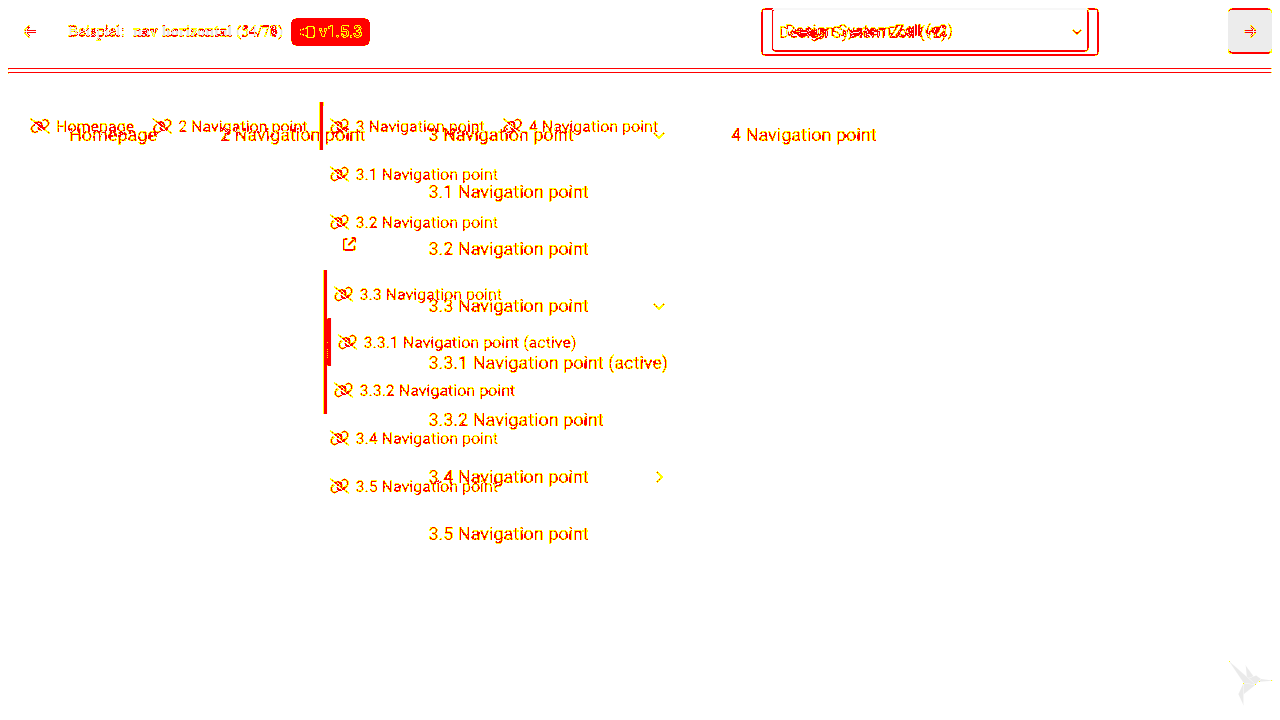 Beispiel: nav horizontal (34/70) v1.5.3 Design System Zoll (v2)
Homepage 2 Navigation point 3 Navigation point 4 Navigation point
Homepage 2 Navigation point 3 Navigation point 4 Navigation point
3.1 Navigation point
3.1 Navigation point
3.2 Navigation point
3.2 Navigation point
3.3 Navigation point
3.3 Navigation point
3.3.1 Navigation point (active)
3.3.1 Navigation point (active)
3.3.2 Navigation point
3.3.2 Navigation point
3.4 Navigation point
3.4 Navigation point
3.5 Navigation point
3.5 Navigation point